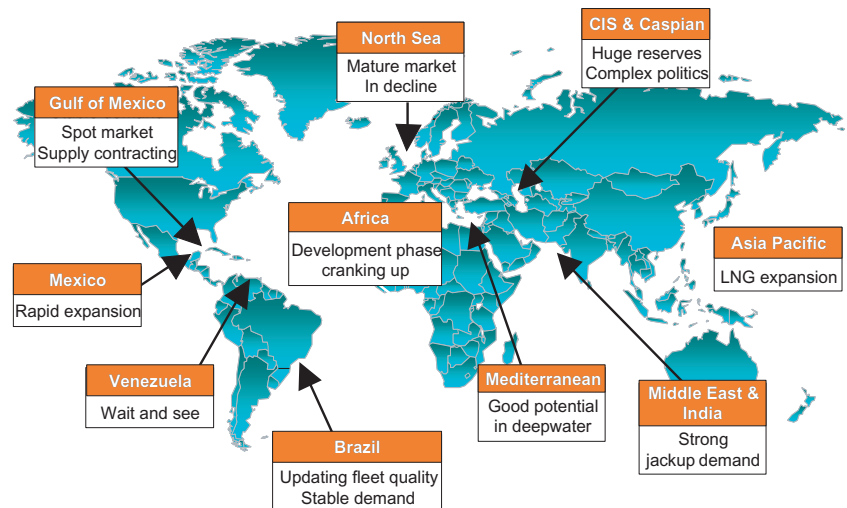 CIS & Caspian
Huge reserves
Complex politics
North Sea
Mature market
In decline
Gulf of Mexico
Spot market
Supply contracting
Africa
Development phase
cranking up
Asia Pacific
LNG expansion
Mexico
Rapid expansion
Venezuela
Wait and see
Mediterranean
Good potential
in deepwater
Middle East &
India
Strong
jackup demand
Brazil
Updating fleet quality
Stable demand